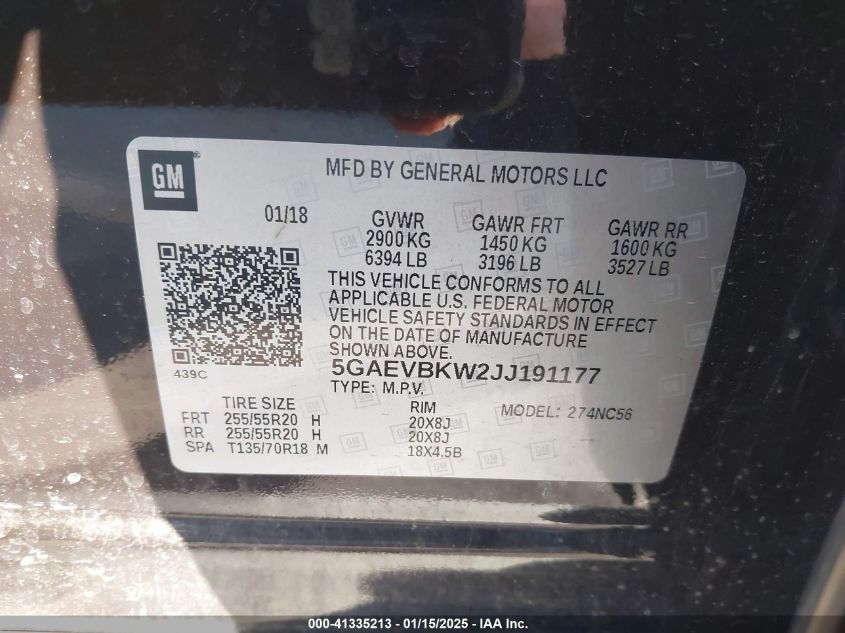 GM
®
MFD BY GENERAL MOTORS LLC
01/18
GVWR GAWR FRT GAWR RR
2900 KG 1450 KG 1600 KG
6394 LB 3196 LB 3527 LB
THIS VEHICLE CONFORMS TO ALL
APPLICABLE U.S. FEDERAL MOTOR
VEHICLE SAFETY STANDARDS IN EFFECT
ON THE DATE OF MANUFACTURE
SHOWN ABOVE.
439C
5GAEVBKW2JJ191177
TYPE: M.P.V.
TIRE SIZE RIM MODEL: 274NC56
FRT 255/55R20 H 20X8J
RR 255/55R20 H 20X8J
SPA T135/70R18 M 18X4.5B
000-41335213 - 01/15/2025 - IAA Inc.